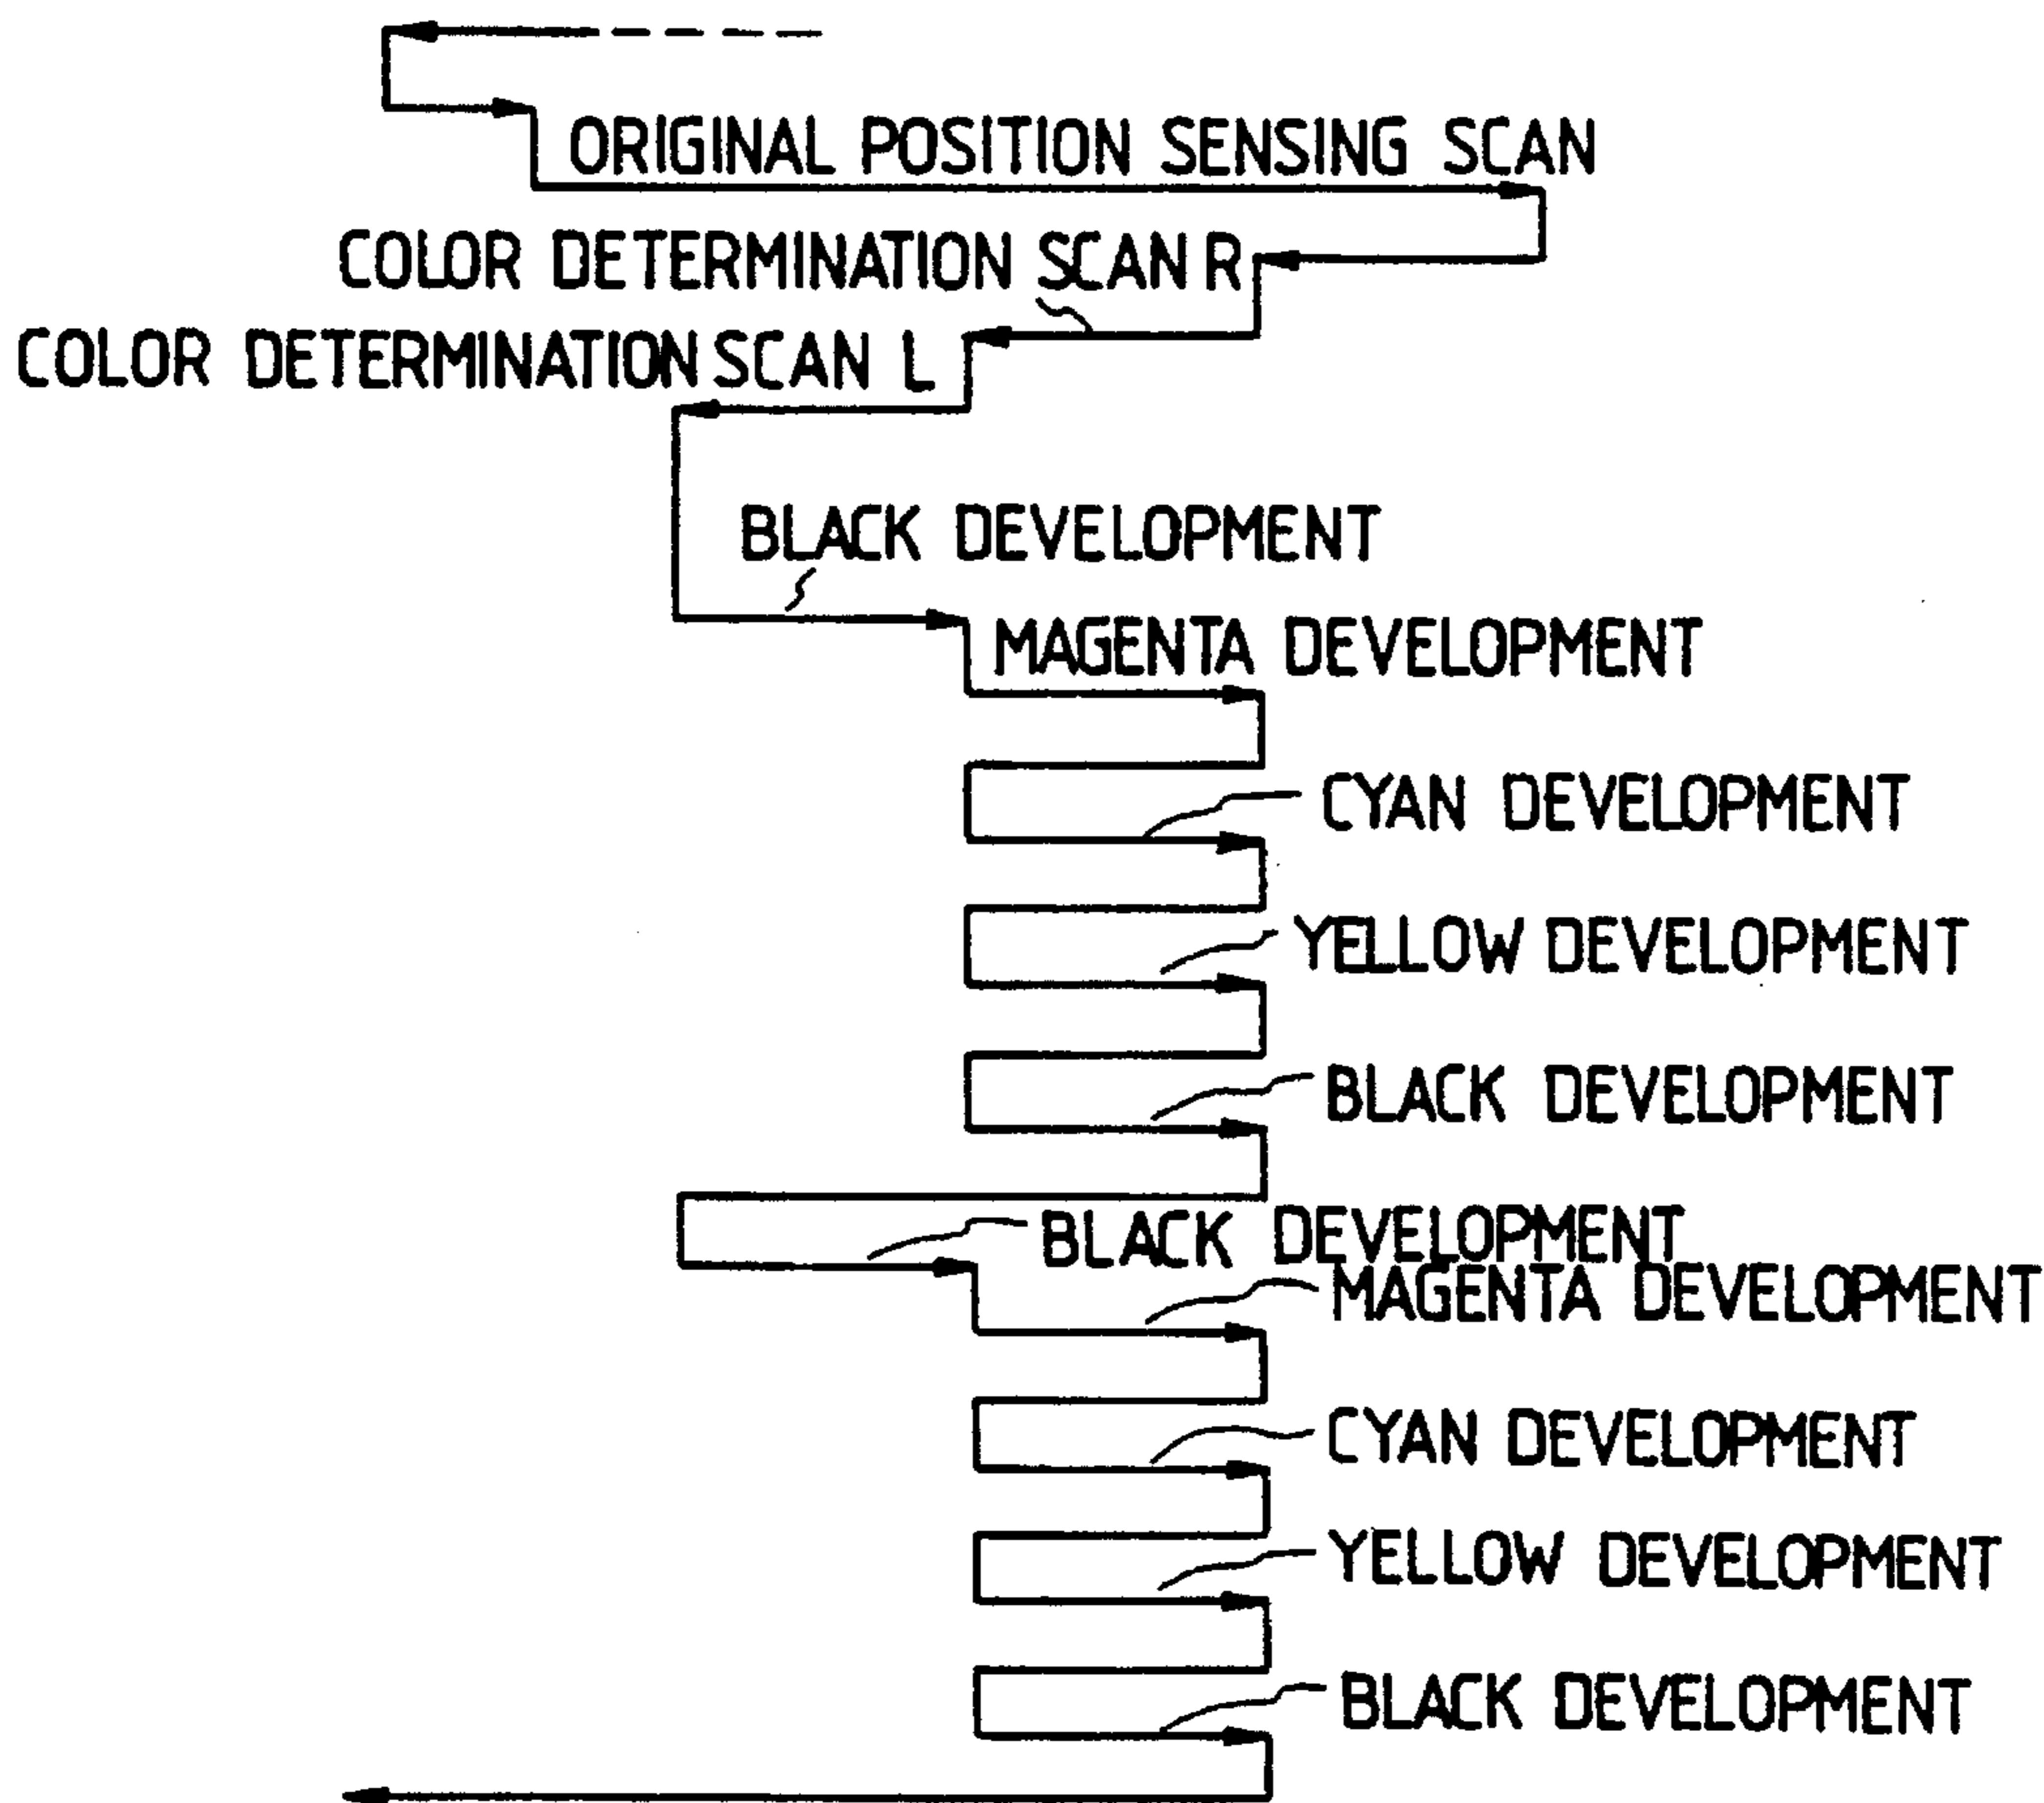 ORIGINAL POSITION SENSING SCAN
COLOR DETERMINATION SCAN R
COLOR DETERMINATION SCAN L
BLACK DEVELOPMENT
MAGENTA DEVELOPMENT
CYAN DEVELOPMENT
YELLOW DEVELOPMENT
BLACK DEVELOPMENT
BLACK DEVELOPMENT
MAGENTA DEVELOPMENT
CYAN DEVELOPMENT
YELLOW DEVELOPMENT
BLACK DEVELOPMENT